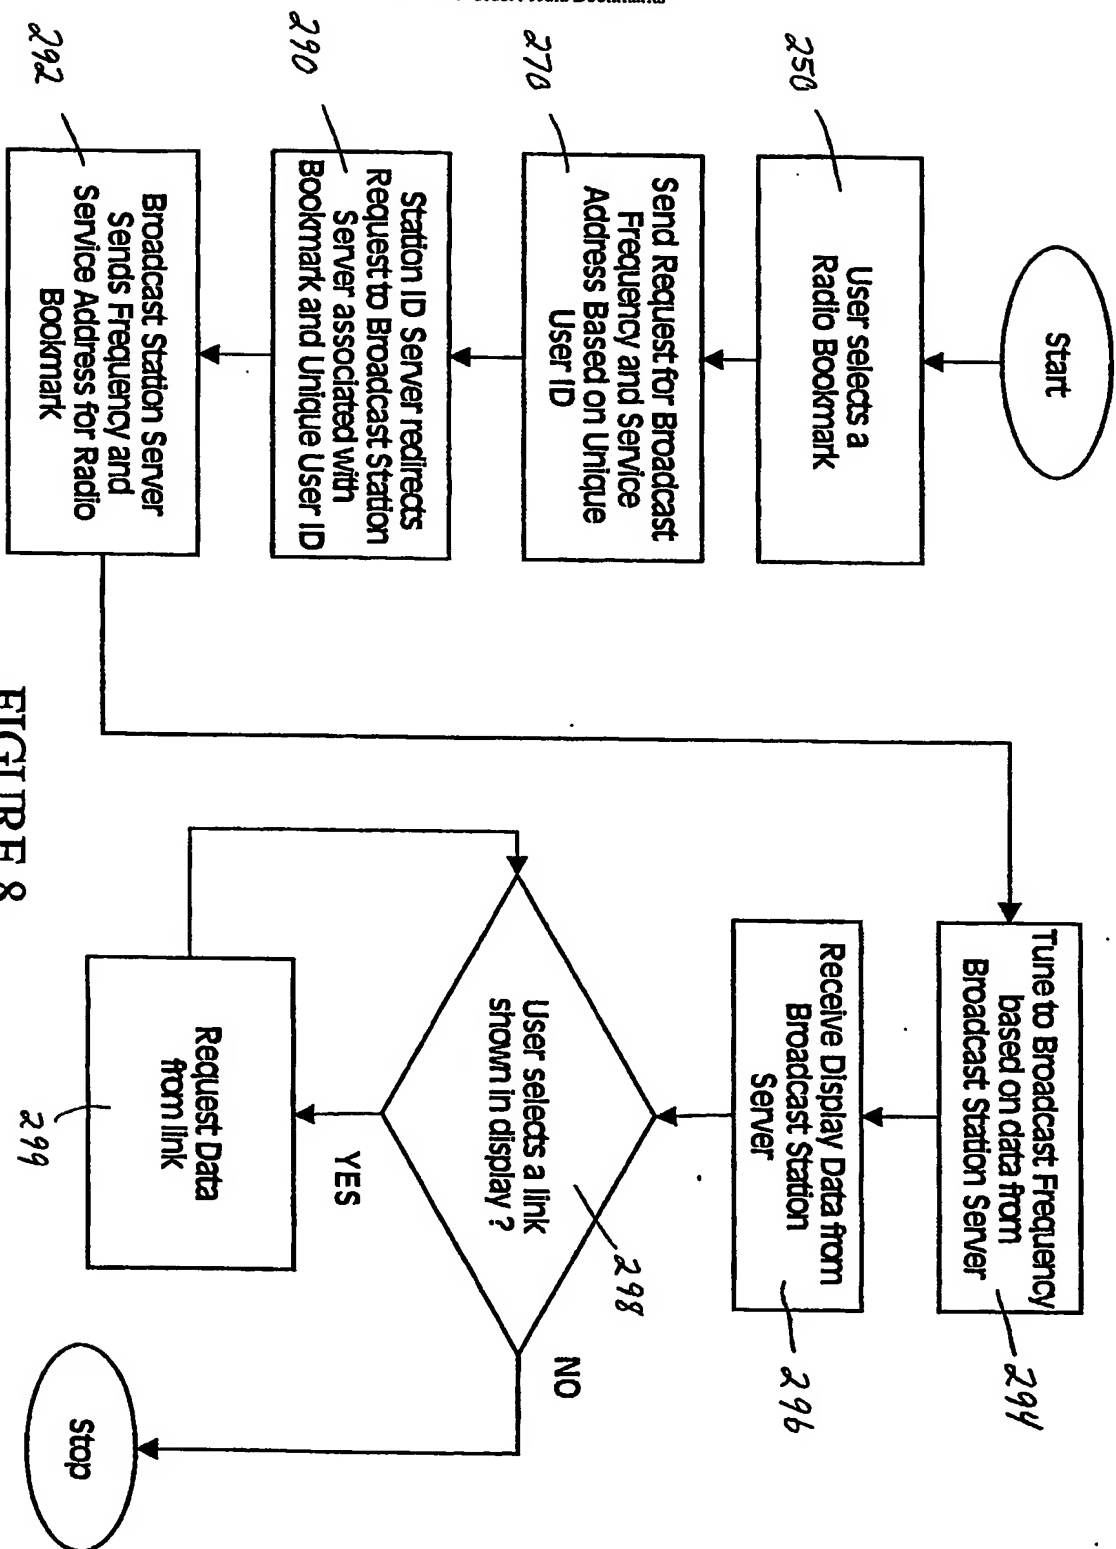 Start
250
User selects a
Radio Bookmark
270
Send Request for Broadcast
Frequency and Service
Address Based on Unique
User ID
290
Station ID Server redirects
Request to Broadcast Station
Server associated with
Bookmark and Unique User ID
292
Broadcast Station Server
Sends Frequency and
Service Address for Radio
Bookmark
Tune to Broadcast Frequency
based on data from
Broadcast Station Server
294
Receive Display Data from
Broadcast Station
Server
296
User selects a link
shown in display ?
298
YES
NO
Request Data
from link
299
Stop
FIGURE 8